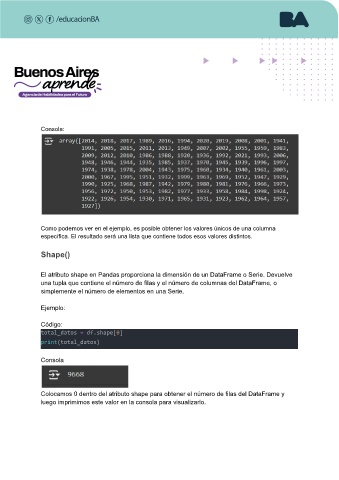 /educacionBA
BA
Buenos Aires
aprende
Agencia de Habilidades para el Futuro
Consola:
array([2014, 2018, 2017, 1989, 2016, 1994, 2020, 2019, 2008, 2001, 1941,
1991, 2005, 2015, 2011, 2013, 1949, 2007, 2002, 1955, 1959, 1983,
2009, 2012, 2010, 1986, 1988, 1920, 1936, 1992, 2021, 1993, 2006,
1948, 1946, 1944, 1935, 1985, 1937, 1970, 1945, 1939, 1996, 1997,
1974, 1938, 1978, 2004, 1943, 1975, 1960, 1934, 1940, 1961, 2003,
2000, 1967, 1995, 1951, 1932, 1999, 1963, 1969, 1952, 1947, 1929,
1990, 1925, 1968, 1987, 1942, 1979, 1980, 1981, 1976, 1966, 1973,
1956, 1972, 1950, 1953, 1982, 1977, 1933, 1958, 1984, 1998, 1924,
1922, 1926, 1954, 1930, 1971, 1965, 1931, 1923, 1962, 1964, 1957,
1927])
Como podemos ver en el ejemplo, es posible obtener los valores únicos de una columna
específica. El resultado será una lista que contiene todos esos valores distintos.
Shape()
El atributo shape en Pandas proporciona la dimensión de un DataFrame o Serie. Devuelve
una tupla que contiene el número de filas y el número de columnas del DataFrame, o
simplemente el número de elementos en una Serie.
Ejemplo:
Código:
total_datos = df.shape[0]
print(total_datos)
Consola
9668
Colocamos 0 dentro del atributo shape para obtener el número de filas del DataFrame y
luego imprimimos este valor en la consola para visualizarlo.